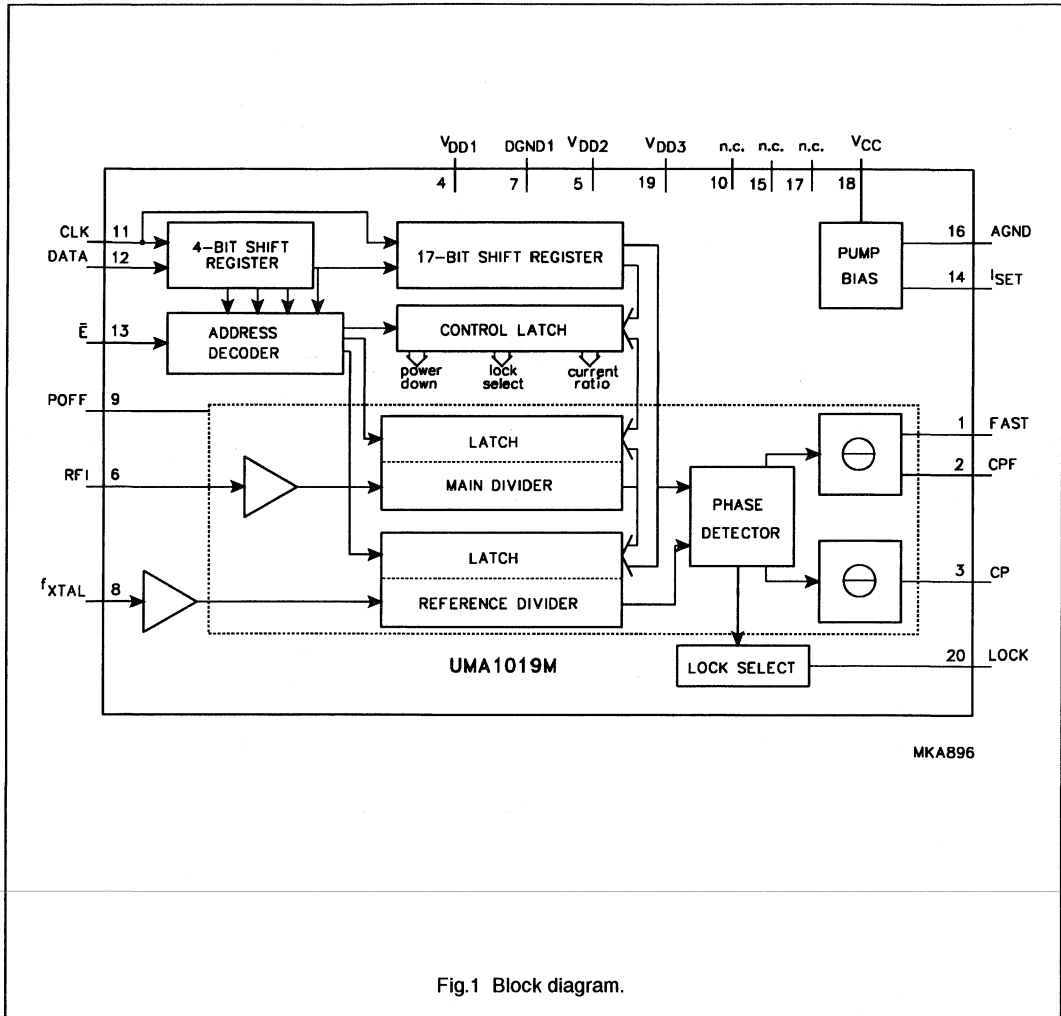 VDD1 DGND1 VDD2 VDD3 n.c. n.c. n.c. VCC
4 7 5 19 10 15 17 18
CLK 11
DATA 12
4-BIT SHIFT
REGISTER
17-BIT SHIFT REGISTER
PUMP
BIAS
16 AGND
14 ISET
E̅ 13
ADDRESS
DECODER
CONTROL LATCH
power
down
lock
select
current
ratio
POFF 9
RFI 6
LATCH
MAIN DIVIDER
PHASE
DETECTOR
1 FAST
2 CPF
fXTAL 8
LATCH
REFERENCE DIVIDER
3 CP
UMA1019M
LOCK SELECT
20 LOCK
MKA896
Fig.1 Block diagram.